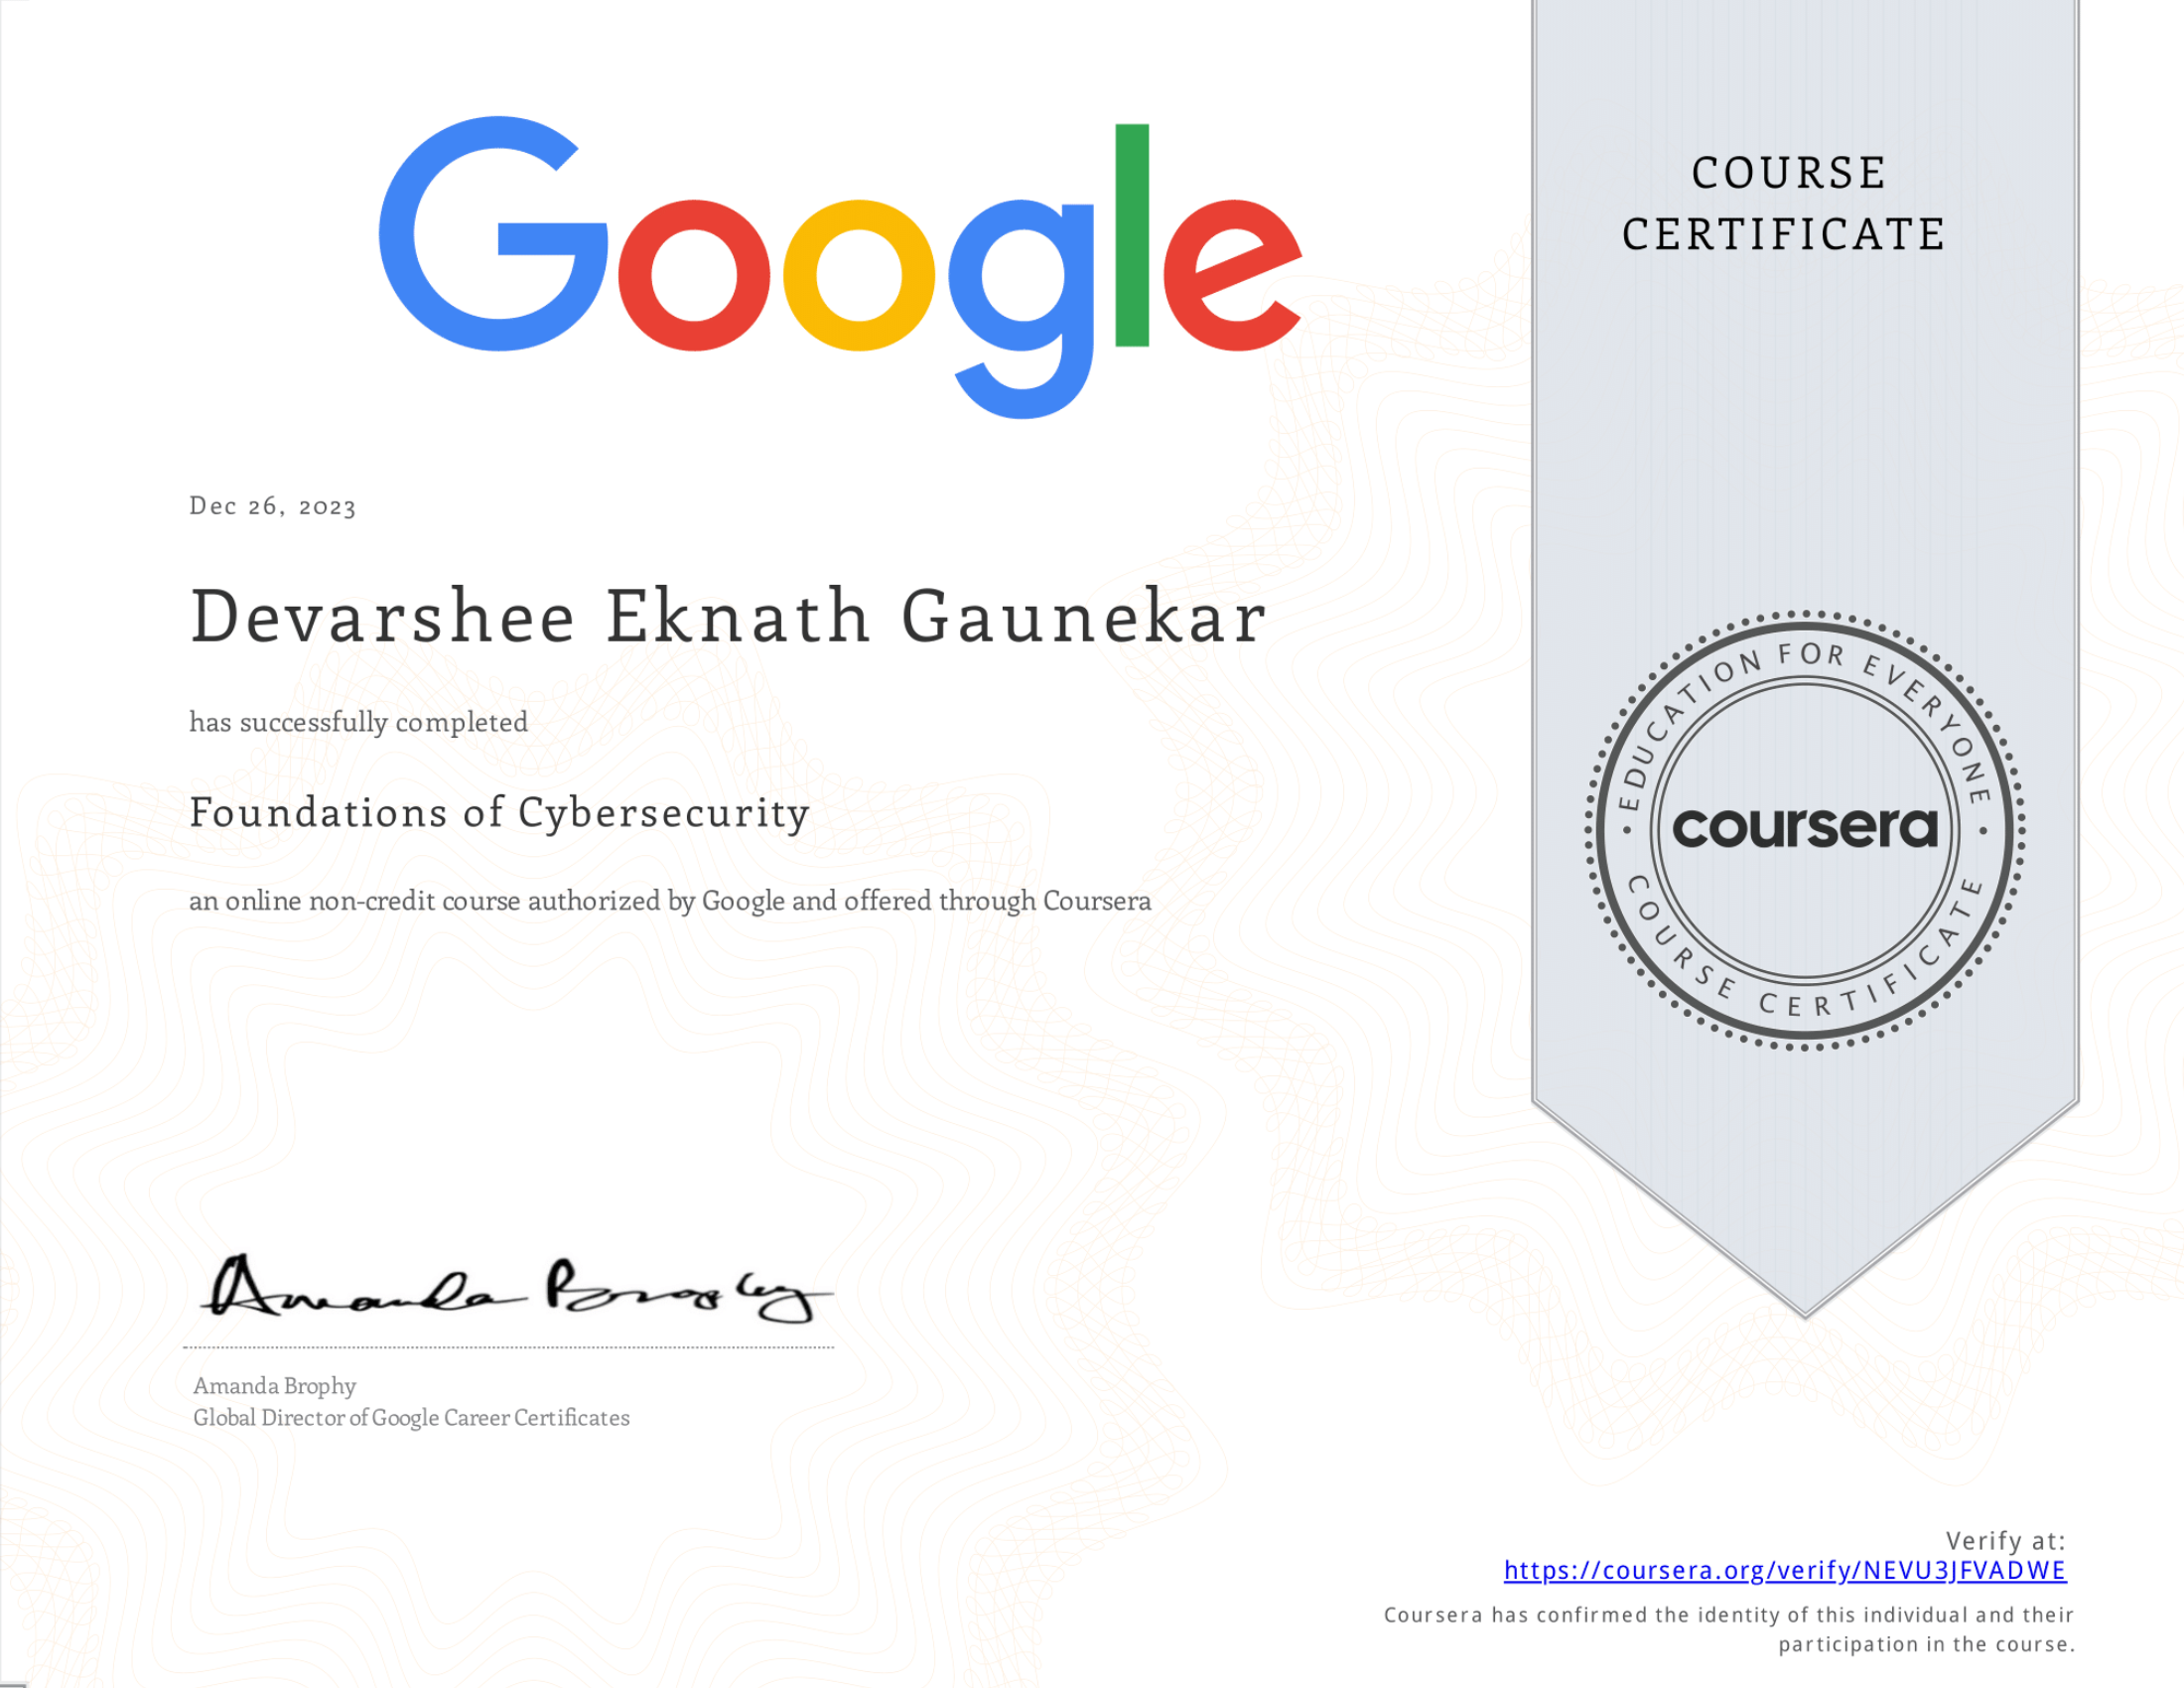 Google
COURSE
CERTIFICATE
Dec 26, 2023
Devarshee Eknath Gaunekar
has successfully completed
Foundations of Cybersecurity
an online non-credit course authorized by Google and offered through Coursera
EDUCATION FOR EVERYONE
coursera
COURSE CERTIFICATE
Amanda Brophy
Amanda Brophy
Global Director of Google Career Certificates
Verify at:
https://coursera.org/verify/NEVU3JFVADWE
Coursera has confirmed the identity of this individual and their
participation in the course.